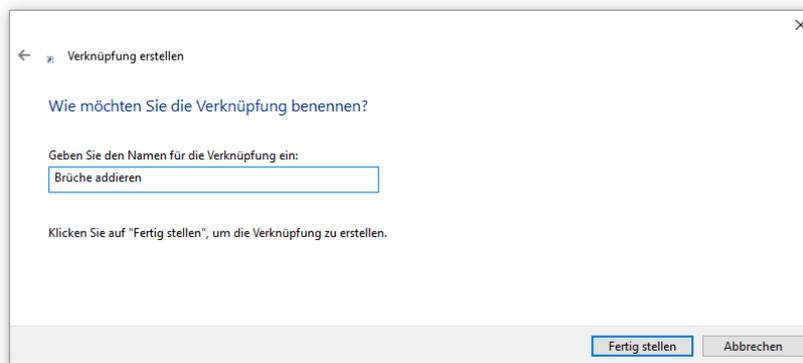 Verknüpfung erstellen
Wie möchten Sie die Verknüpfung benennen?
Geben Sie den Namen für die Verknüpfung ein:
Brüche addieren
Klicken Sie auf "Fertig stellen", um die Verknüpfung zu erstellen.
Fertig stellen Abbrechen